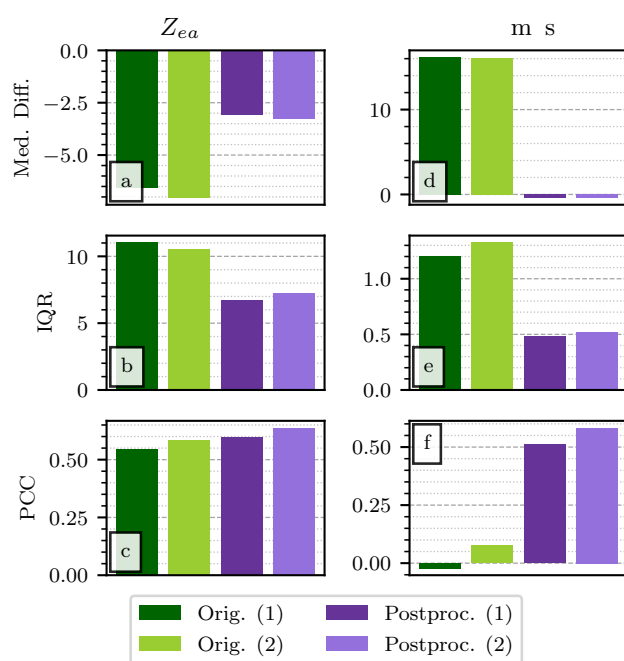 Z_ea
m s
Med. Diff.
0.0
−2.5
−5.0
a
10
0
d
IQR
10
5
0
b
1.0
0.5
0.0
e
PCC
0.50
0.25
0.00
c
0.50
0.25
0.00
f
Orig. (1)
Postproc. (1)
Orig. (2)
Postproc. (2)